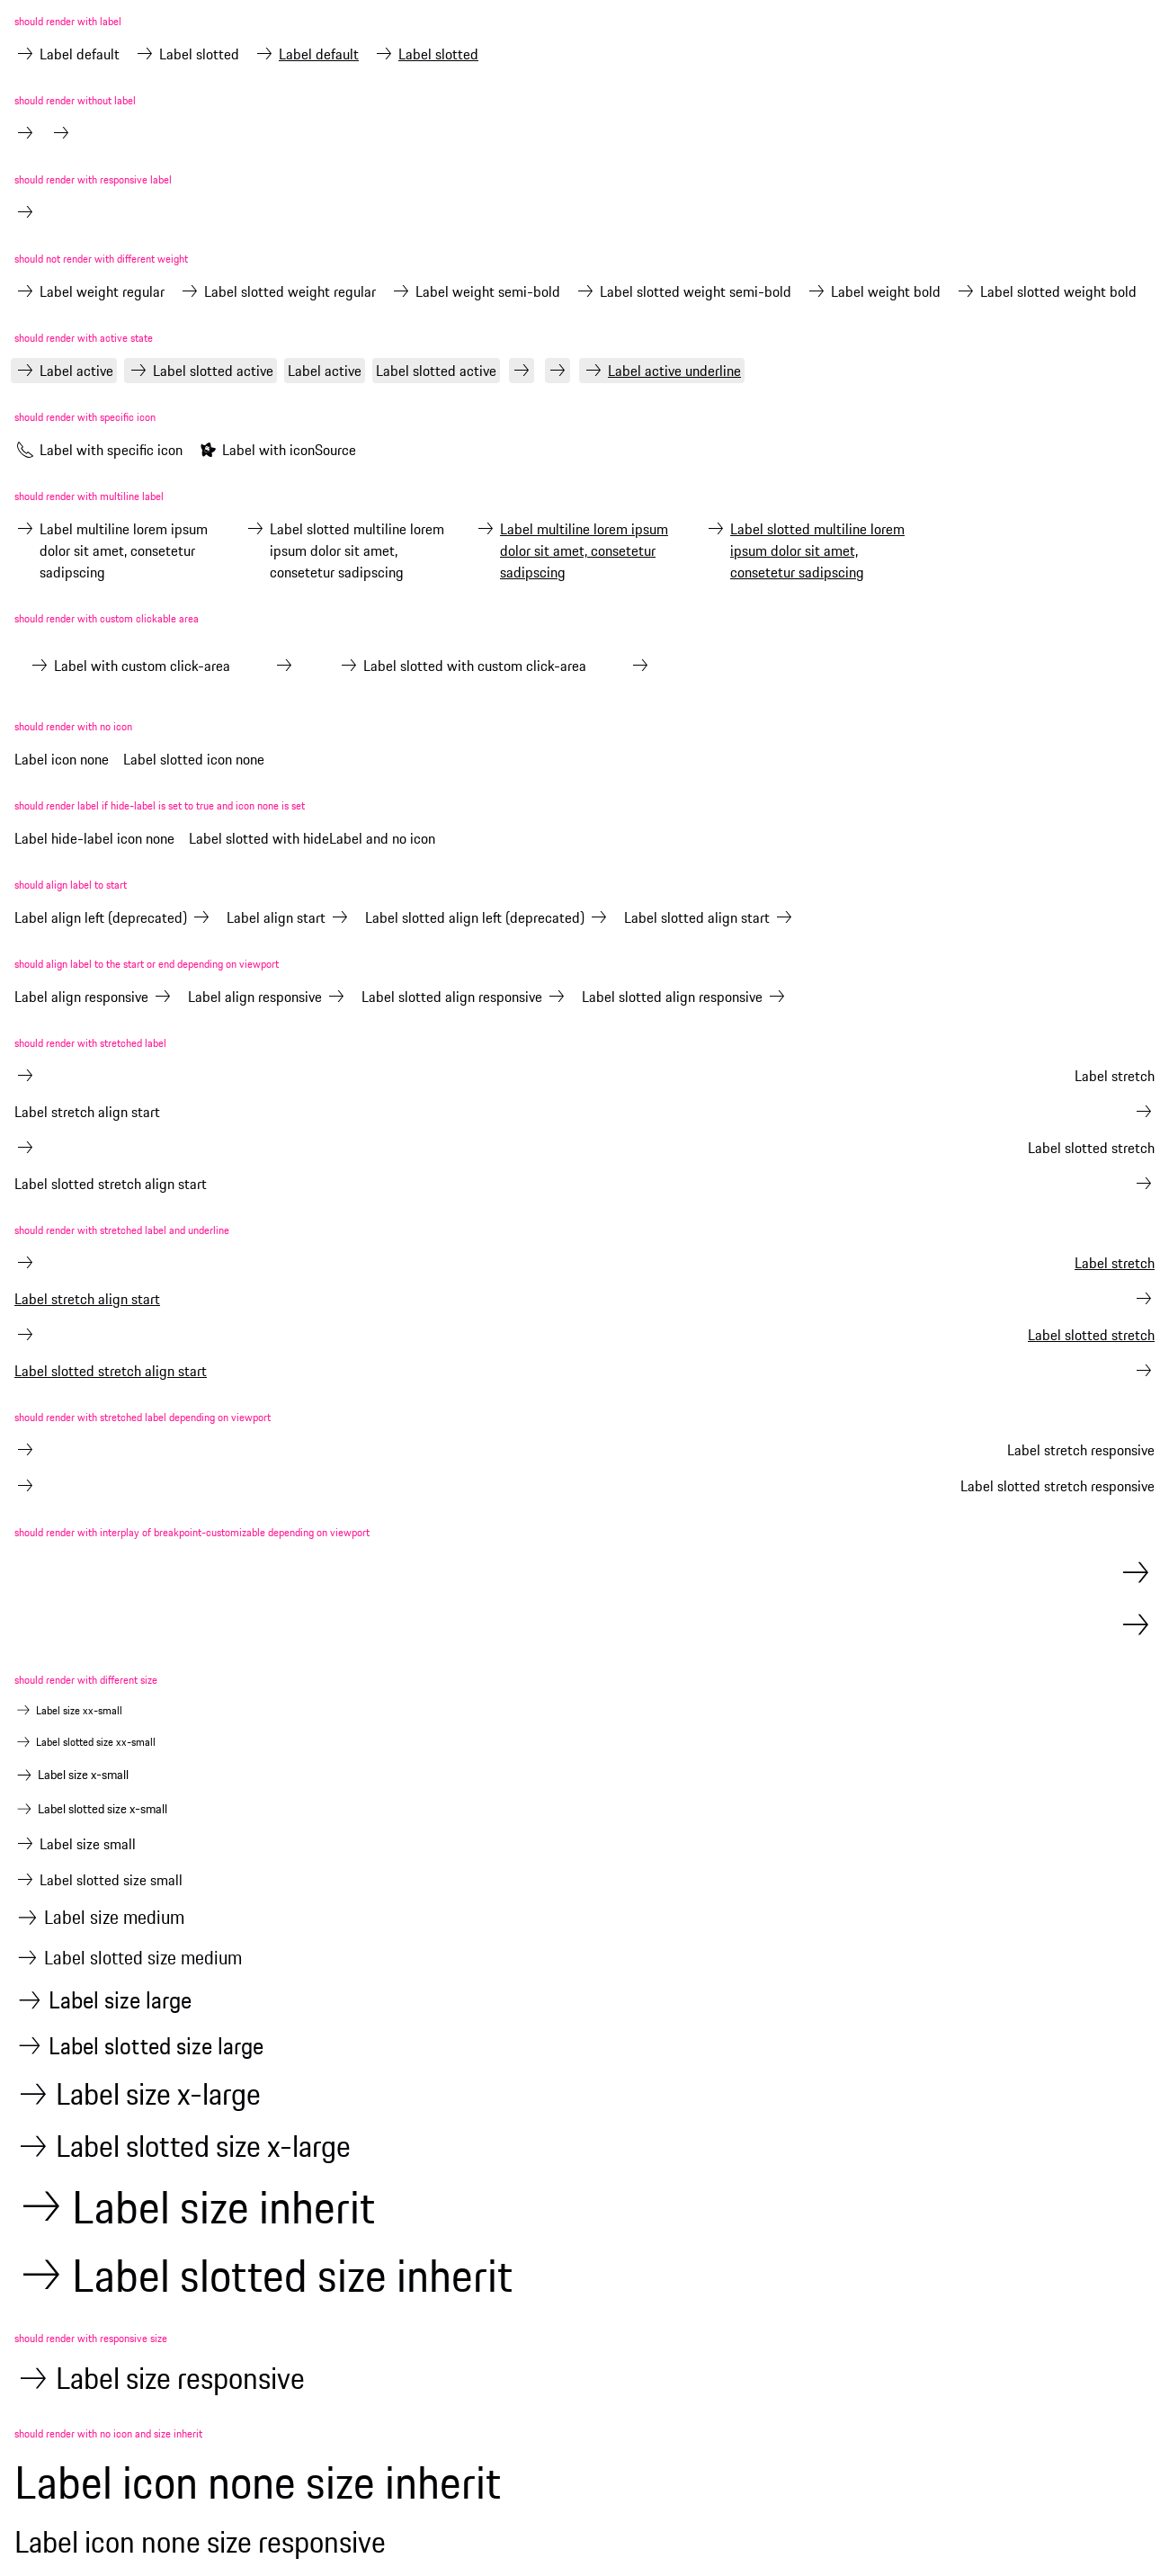 should render with label
Label default Label slotted Label default Label slotted
should render without label
should render with responsive label
should not render with different weight
Label weight regular Label slotted weight regular Label weight semi-bold Label slotted weight semi-bold Label weight bold Label slotted weight bold
should render with active state
Label active Label slotted active Label active Label slotted active Label active underline
should render with specific icon
Label with specific icon Label with iconSource
should render with multiline label
Label multiline lorem ipsum
dolor sit amet, consetetur
sadipscing
Label slotted multiline lorem
ipsum dolor sit amet,
consetetur sadipscing
Label multiline lorem ipsum
dolor sit amet, consetetur
sadipscing
Label slotted multiline lorem
ipsum dolor sit amet,
consetetur sadipscing
should render with custom clickable area
Label with custom click-area Label slotted with custom click-area
should render with no icon
Label icon none Label slotted icon none
should render label if hide-label is set to true and icon none is set
Label hide-label icon none Label slotted with hideLabel and no icon
should align label to start
Label align left (deprecated) Label align start Label slotted align left (deprecated) Label slotted align start
should align label to the start or end depending on viewport
Label align responsive Label align responsive Label slotted align responsive Label slotted align responsive
should render with stretched label
Label stretch
Label stretch align start
Label slotted stretch
Label slotted stretch align start
should render with stretched label and underline
Label stretch
Label stretch align start
Label slotted stretch
Label slotted stretch align start
should render with stretched label depending on viewport
Label stretch responsive
Label slotted stretch responsive
should render with interplay of breakpoint-customizable depending on viewport
should render with different size
Label size xx-small
Label slotted size xx-small
Label size x-small
Label slotted size x-small
Label size small
Label slotted size small
Label size medium
Label slotted size medium
Label size large
Label slotted size large
Label size x-large
Label slotted size x-large
Label size inherit
Label slotted size inherit
should render with responsive size
Label size responsive
should render with no icon and size inherit
Label icon none size inherit
Label icon none size responsive